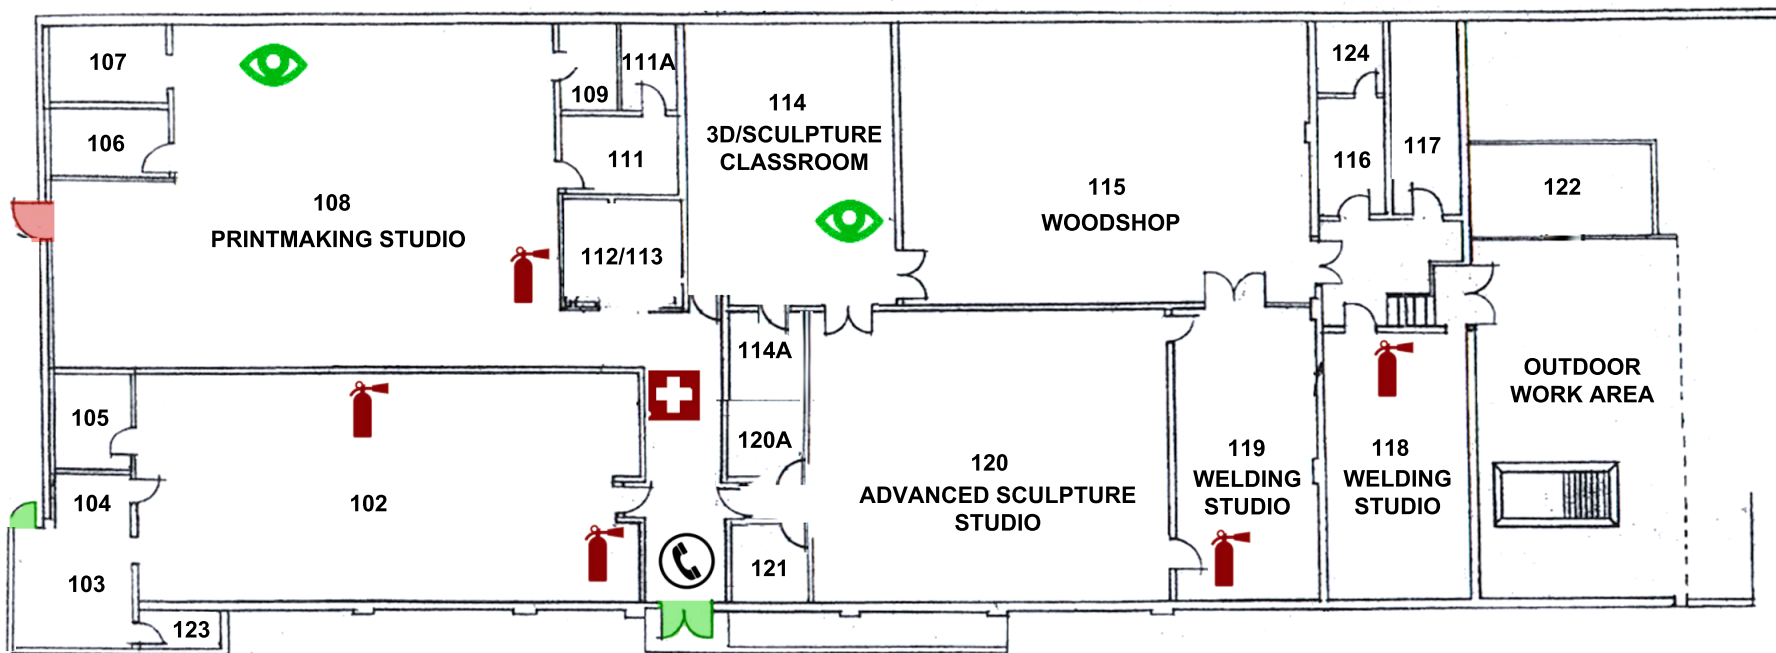 107
106
108
PRINTMAKING STUDIO
109
111A
111
112/113
114
3D/SCULPTURE
CLASSROOM
115
WOODSHOP
124
116
117
122
105
104
103
102
123
114A
120A
121
120
ADVANCED SCULPTURE
STUDIO
119
WELDING
STUDIO
118
WELDING
STUDIO
OUTDOOR
WORK AREA